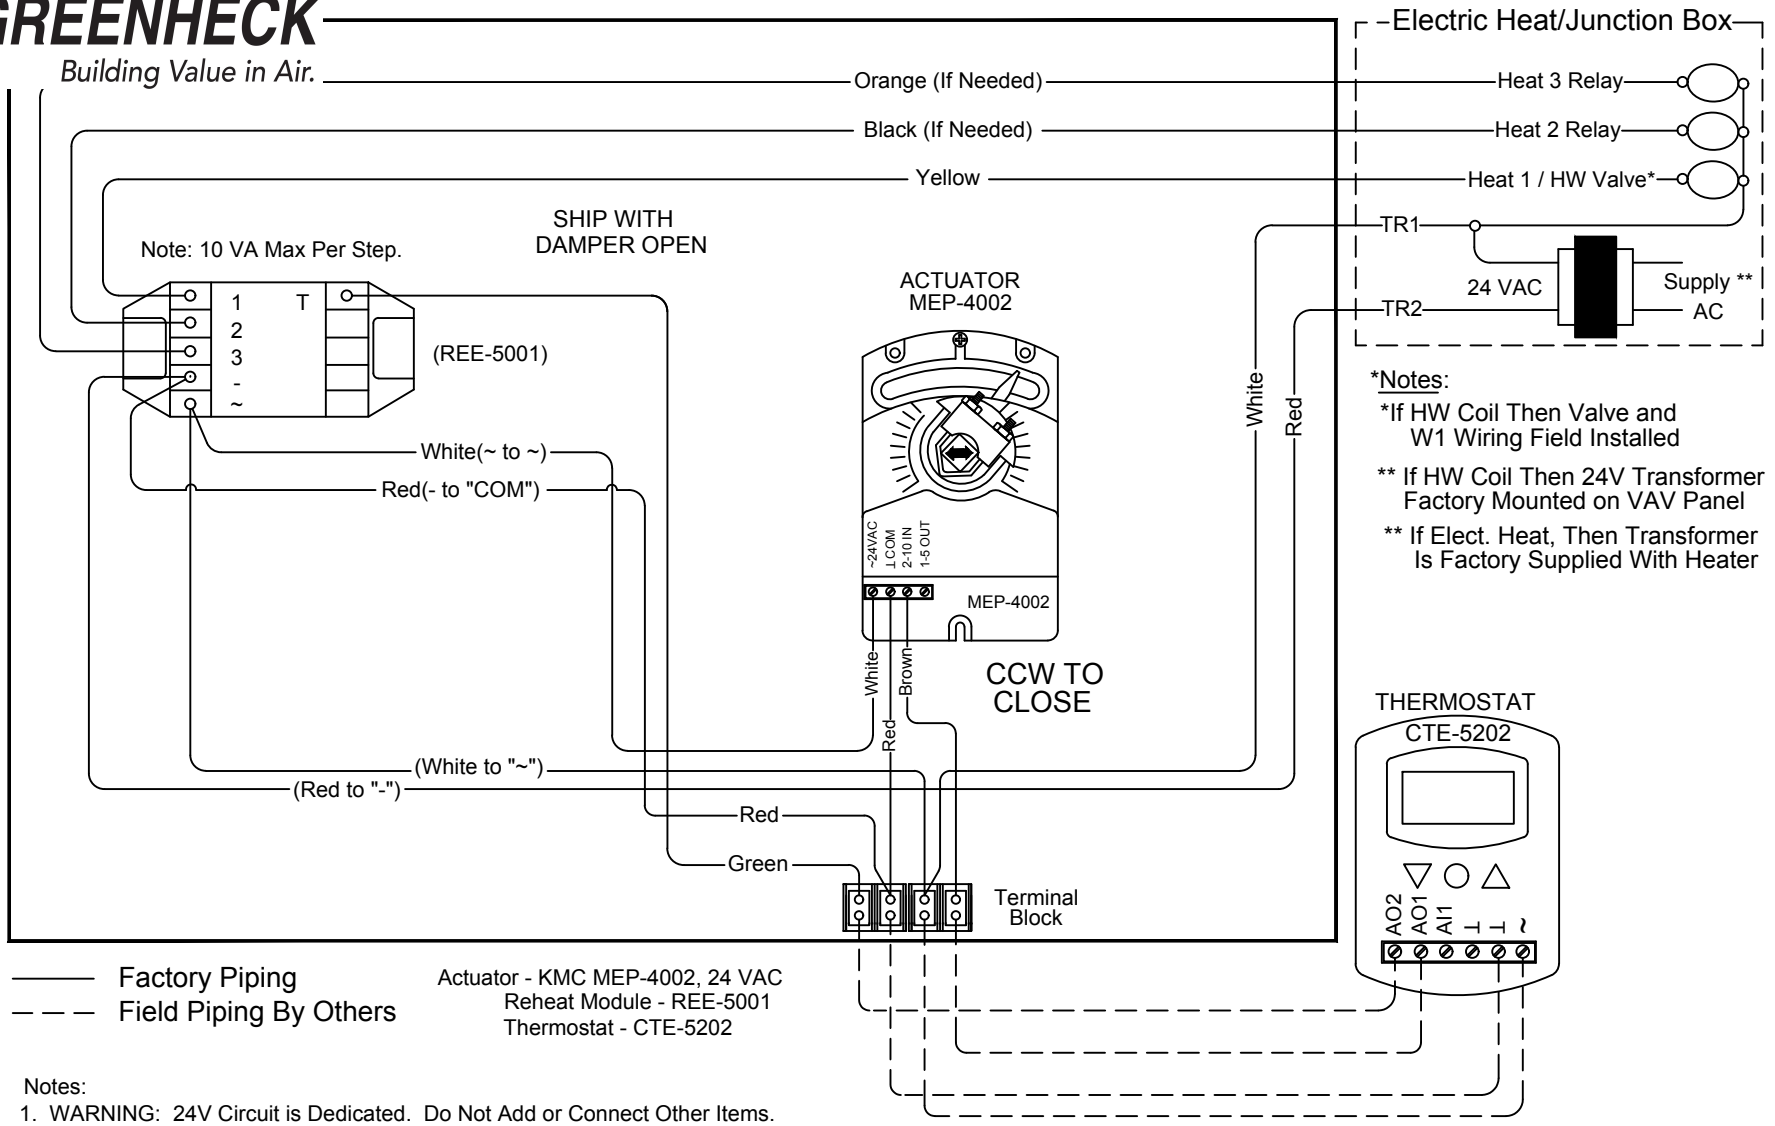 GREENHECK
Building Value in Air.
Electric Heat/Junction Box
Orange (If Needed)
Heat 3 Relay
Black (If Needed)
Heat 2 Relay
Yellow
Heat 1 / HW Valve*
SHIP WITH
DAMPER OPEN
TR1
Note: 10 VA Max Per Step.
24 VAC
Supply **
AC
TR2
1 T
2
3
-
~
(REE-5001)
ACTUATOR
MEP-4002
White
Red
*Notes:
*If HW Coil Then Valve and
W1 Wiring Field Installed
** If HW Coil Then 24V Transformer
Factory Mounted on VAV Panel
** If Elect. Heat, Then Transformer
Is Factory Supplied With Heater
White(~ to ~)
Red(- to "COM")
~24VAC
⊥COM
2-10 IN
1-5 OUT
MEP-4002
White
Red
Brown
CCW TO
CLOSE
(White to "~")
(Red to "-")
Red
Green
Terminal
Block
THERMOSTAT
CTE-5202
AO2
AO1
AI1
⊥
⊥
~
Factory Piping
Field Piping By Others
Actuator - KMC MEP-4002, 24 VAC
Reheat Module - REE-5001
Thermostat - CTE-5202
Notes:
1. WARNING: 24V Circuit is Dedicated. Do Not Add or Connect Other Items.